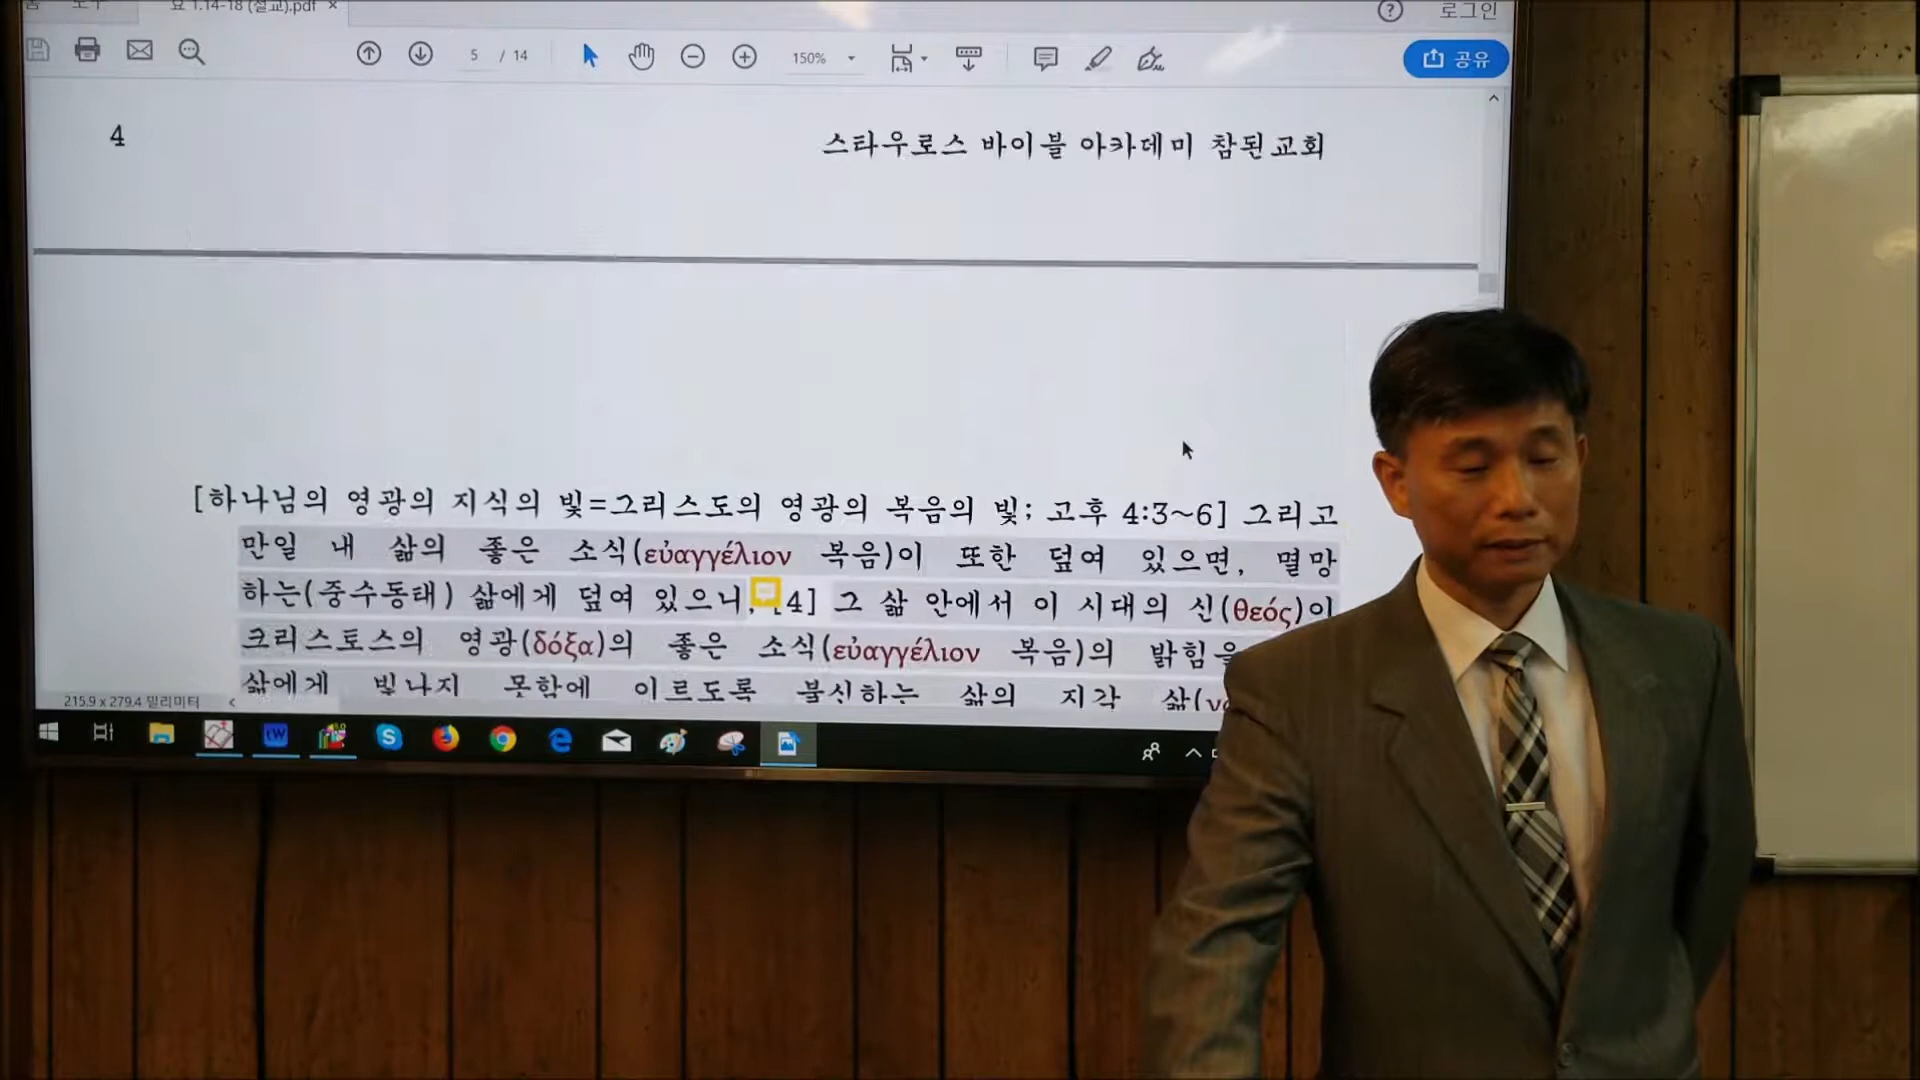 요 1.14-18 (설교).pdf ×
로그인
5 / 14
150%
공유
4
스타우로스 바이블 아카데미 참된교회
[하나님의 영광의 지식의 빛=그리스도의 영광의 복음의 빛; 고후 4:3~6] 그리고
만일 내 삶의 좋은 소식(εὐαγγέλιον 복음)이 또한 덮여 있으면, 멸망
하는(중수동태) 삶에게 덮여 있으니, [4] 그 삶 안에서 이 시대의 신(θεός)이
크리스토스의 영광(δόξα)의 좋은 소식(εὐαγγέλιον 복음)의 밝힘을
삶에게 빛나지 못함에 이르도록 불신하는 삶의 지각 삶(
215.9 x 279.4 밀리미터